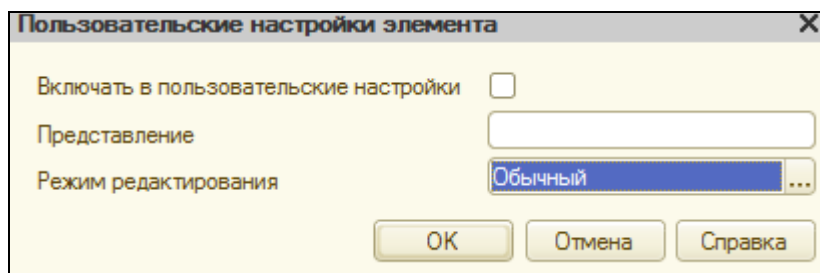 Пользовательские настройки элемента
Включать в пользовательские настройки
Представление
Режим редактирования Обычный ...
OK Отмена Справка